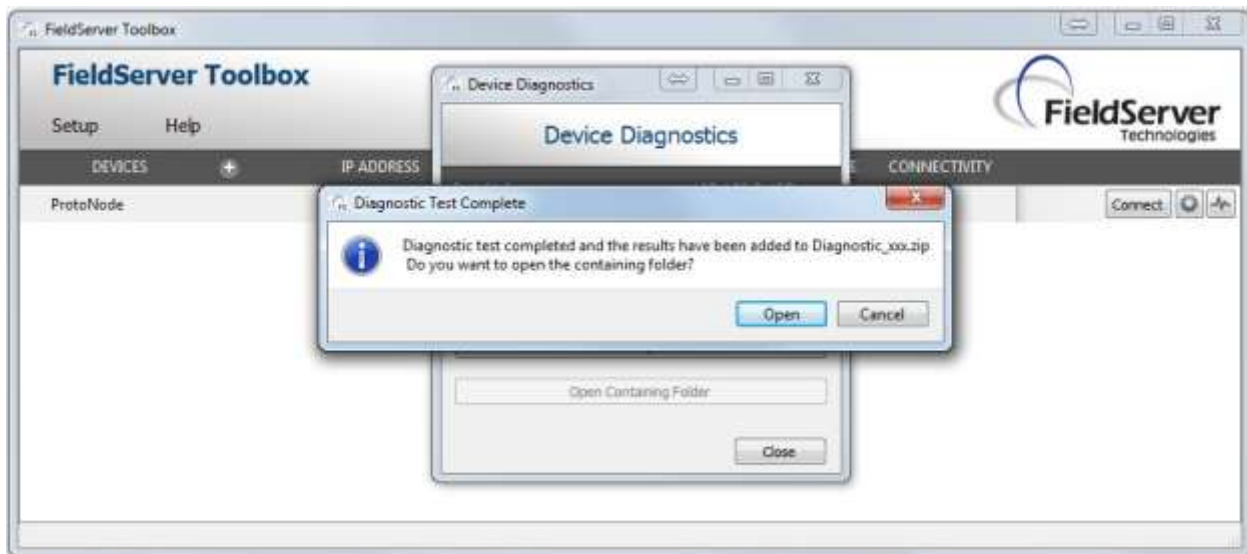 FieldServer Toolbox
FieldServer Toolbox
Setup Help
FieldServer
Technologies
DEVICES IP ADDRESS CONNECTIVITY
ProtoNode
Connect
Device Diagnostics
Device Diagnostics
Diagnostic Test Complete
Diagnostic test completed and the results have been added to Diagnostic_xxx.zip
Do you want to open the containing folder?
Open Cancel
Open Containing Folder
Close